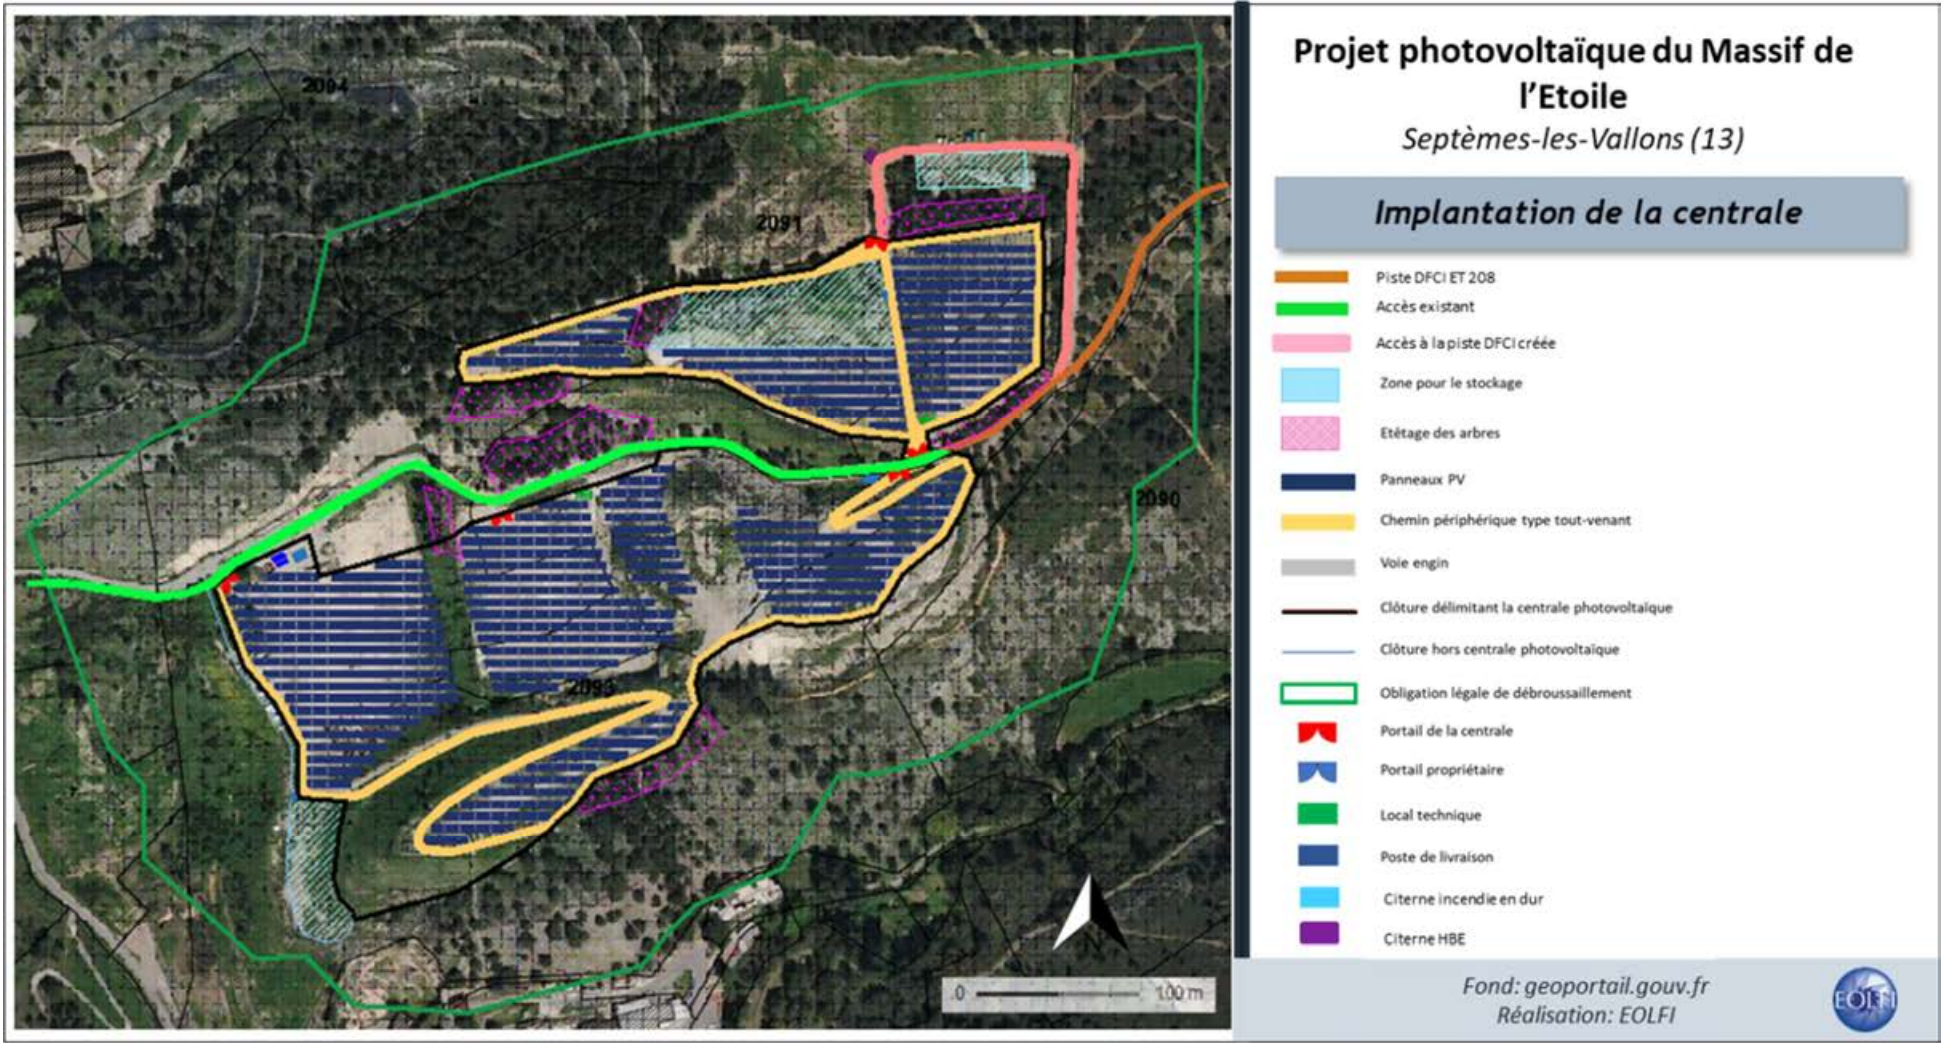 2094
2091
2090
2093
.0
100 m
Projet photovoltaïque du Massif de
l'Etoile
Septèmes-les-Vallons (13)
Implantation de la centrale
Piste DFCI ET 208
Accès existant
Accès à la piste DFCI créée
Zone pour le stockage
Etêtage des arbres
Panneaux PV
Chemin périphérique type tout-venant
Voie engin
Clôture délimitant la centrale photovoltaïque
Clôture hors centrale photovoltaïque
Obligation légale de débroussaillement
Portail de la centrale
Portail propriétaire
Local technique
Poste de livraison
Citerne incendie en dur
Citerne HBE
Fond: geoportail.gouv.fr
Réalisation: EOLFI
EOLFI